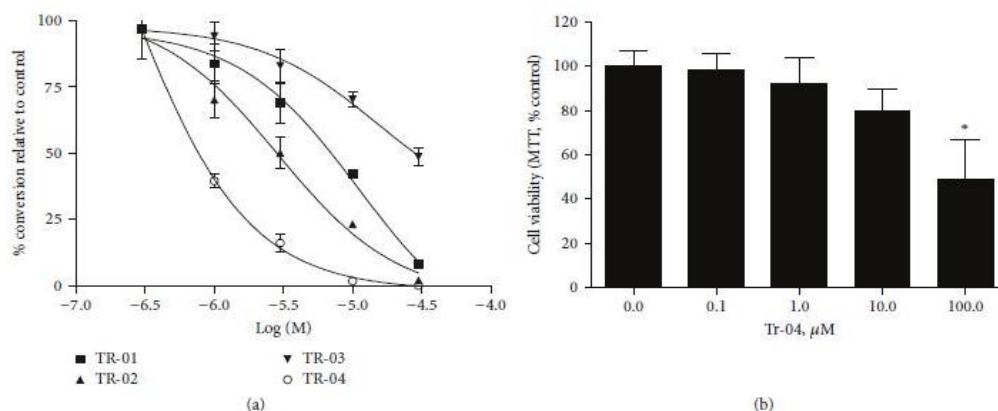 % conversion relative to control
100
75
50
25
0
−7.0 −6.5 −6.0 −5.5 −5.0 −4.5 −4.0
Log (M)
TR-01 TR-03
TR-02 TR-04
(a)
Cell viability (MTT, % control)
120
100
80
60
40
20
0
*
0.0 0.1 1.0 10.0 100.0
Tr-04, μM
(b)